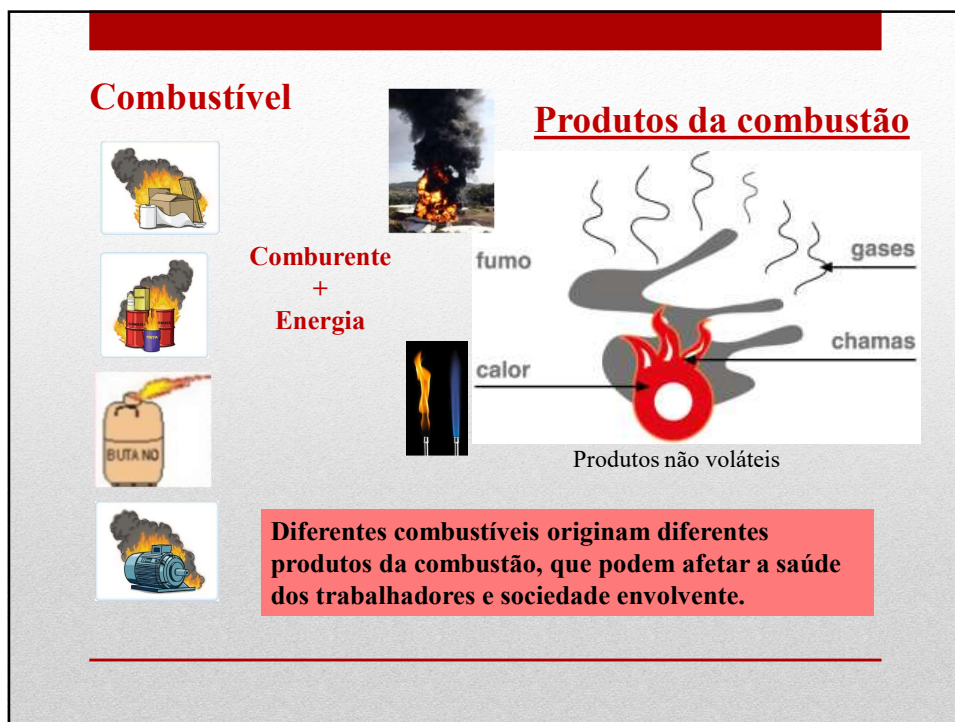 Combustível
Produtos da combustão
Comburente
+
Energia
fumo
gases
chamas
calor
BUTANO
Produtos não voláteis
Diferentes combustíveis originam diferentes
produtos da combustão, que podem afetar a saúde
dos trabalhadores e sociedade envolvente.